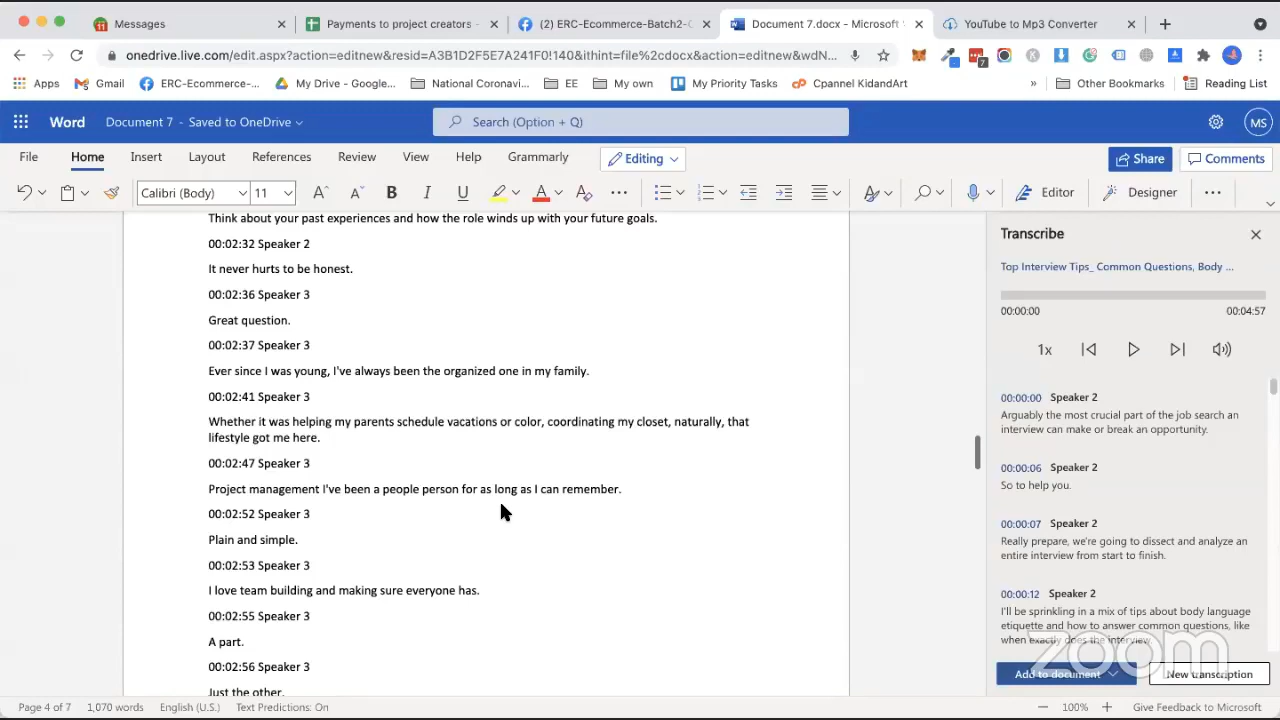 Messages
Payments to project creators -
(2) ERC-Ecommerce-Batch2-
Document 7.docx - Microsoft
YouTube to Mp3 Converter
onedrive.live.com/edit.aspx?action=editnew&resid=A3B1D2F5E7A241F0!140&ithint=file%2cdocx&action=editnew&wdN...
Apps
Gmail
ERC-Ecommerce-...
My Drive - Google...
National Coronavi...
EE
My own
My Priority Tasks
Cpannel KidandArt
»
Other Bookmarks
Reading List
Word
Document 7 - Saved to OneDrive
Search (Option + Q)
MS
File
Home
Insert
Layout
References
Review
View
Help
Grammarly
Editing
Share
Comments
Calibri (Body)
11
Editor
Designer
Think about your past experiences and how the role winds up with your future goals.
00:02:32 Speaker 2
It never hurts to be honest.
00:02:36 Speaker 3
Great question.
00:02:37 Speaker 3
Ever since I was young, I've always been the organized one in my family.
00:02:41 Speaker 3
Whether it was helping my parents schedule vacations or color, coordinating my closet, naturally, that
lifestyle got me here.
00:02:47 Speaker 3
Project management I've been a people person for as long as I can remember.
00:02:52 Speaker 3
Plain and simple.
00:02:53 Speaker 3
I love team building and making sure everyone has.
00:02:55 Speaker 3
A part.
00:02:56 Speaker 3
Just the other.
Transcribe
Top Interview Tips_ Common Questions, Body ...
00:00:00
00:04:57
1x
00:00:00 Speaker 2
Arguably the most crucial part of the job search an
interview can make or break an opportunity.
00:00:06 Speaker 2
So to help you.
00:00:07 Speaker 2
Really prepare, we're going to dissect and analyze an
entire interview from start to finish.
00:00:12 Speaker 2
I'll be sprinkling in a mix of tips about body language
etiquette and how to answer common questions, like
when exactly does the interview.
zoom
Add to document
New transcription
Page 4 of 7
1,070 words
English (U.S.)
Text Predictions: On
100%
Give Feedback to Microsoft